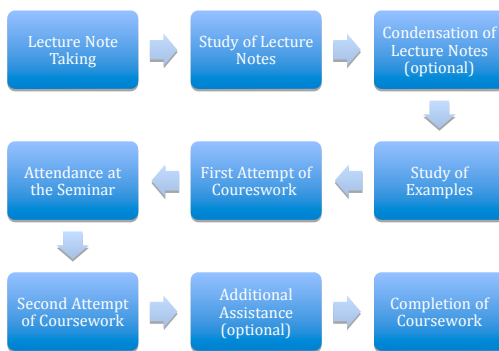 Lecture Note
Taking
Study of Lecture
Notes
Condensation of
Lecture Notes
(optional)
Study of
Examples
First Attempt of
Coureswork
Attendance at
the Seminar
Second Attempt
of Coursework
Additional
Assistance
(optional)
Completion of
Coursework